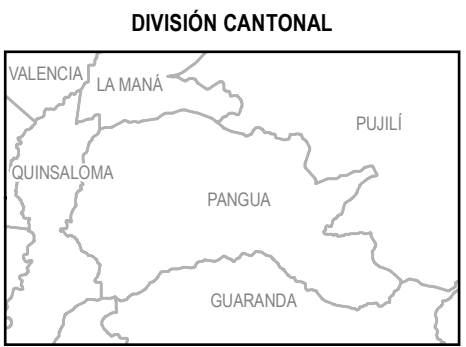 DIVISIÓN CANTONAL
VALENCIA
LA MANÁ
PUJILÍ
QUINSALOMA
PANGUA
GUARANDA